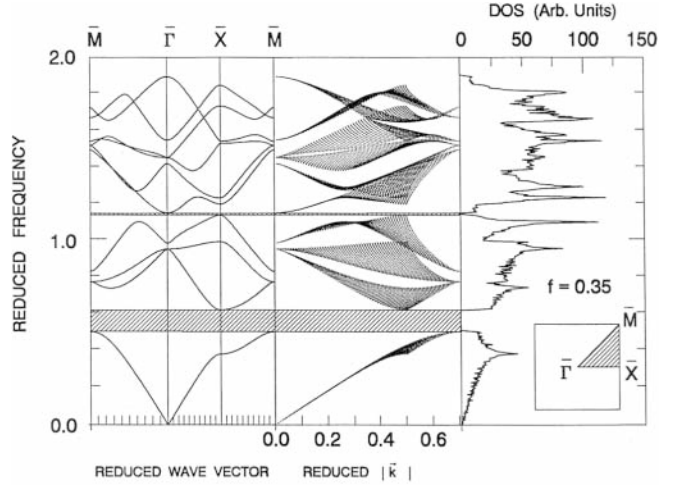 DOS (Arb. Units)
M̄ Γ̄ X̄ M̄ 0 50 100 150
2.0
1.0
0.0
REDUCED FREQUENCY
f = 0.35
M̄
Γ̄ X̄
0.0 0.2 0.4 0.6
REDUCED WAVE VECTOR REDUCED |k⃗|